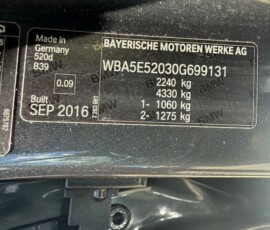 Made in
Germany
520d
B39
0.09
Built
SEP 2016
BAYERISCHE MOTOREN WERKE AG
WBA5E52030G699131
2240 kg
4330 kg
1- 1060 kg
2- 1275 kg